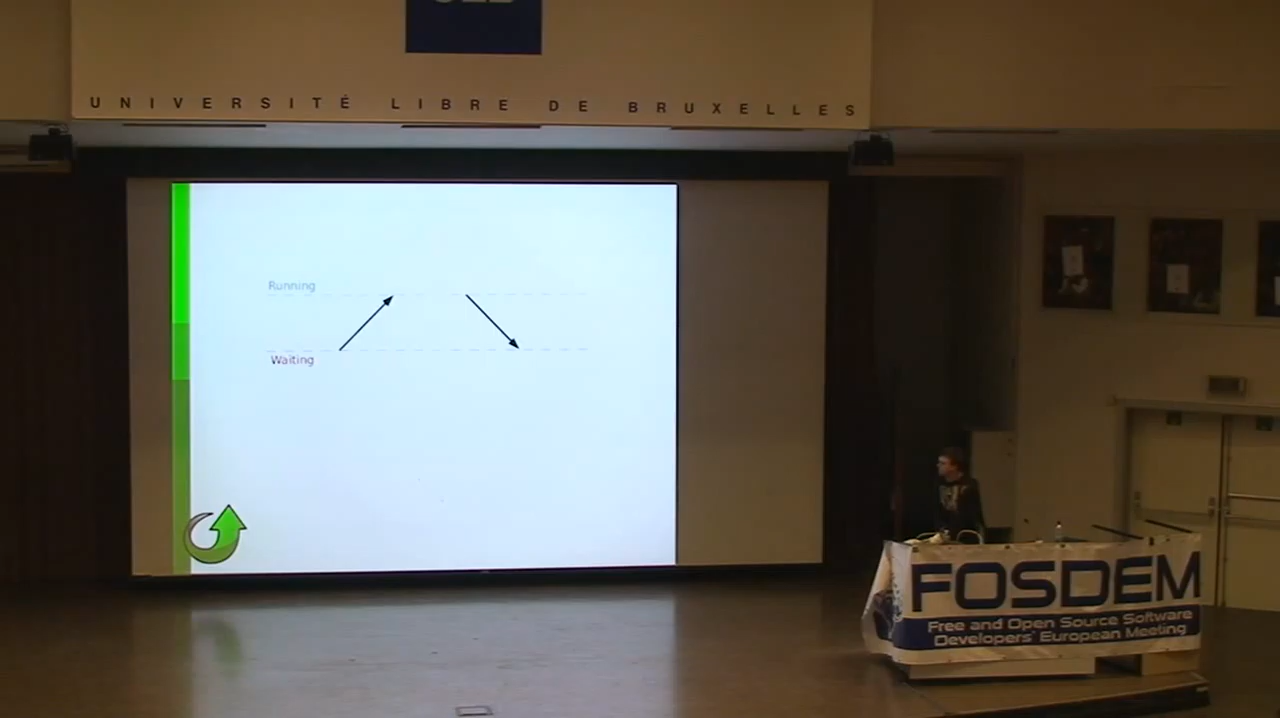 UNIVERSITÉ LIBRE DE BRUXELLES
Running
Waiting
FOSDEM
Free and Open Source Software
Developers' European Meeting